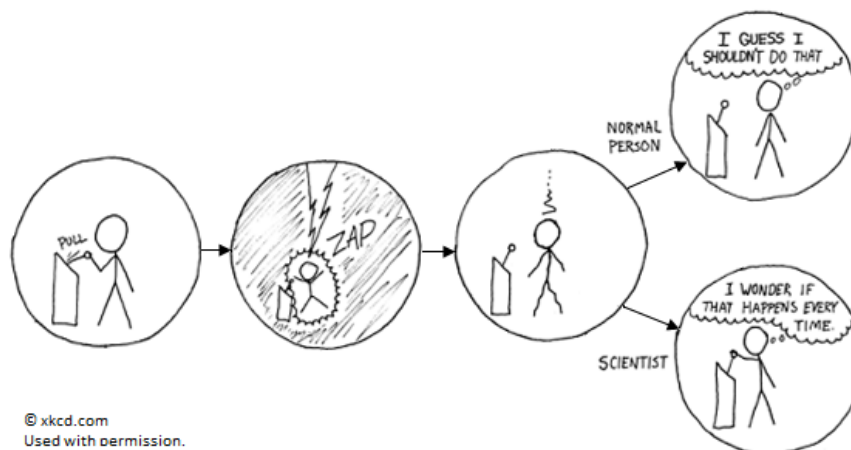 PULL
ZAP
NORMAL
PERSON
I GUESS I
SHOULDN'T DO THAT
SCIENTIST
I WONDER IF
THAT HAPPENS EVERY
TIME.
© xkcd.com
Used with permission.